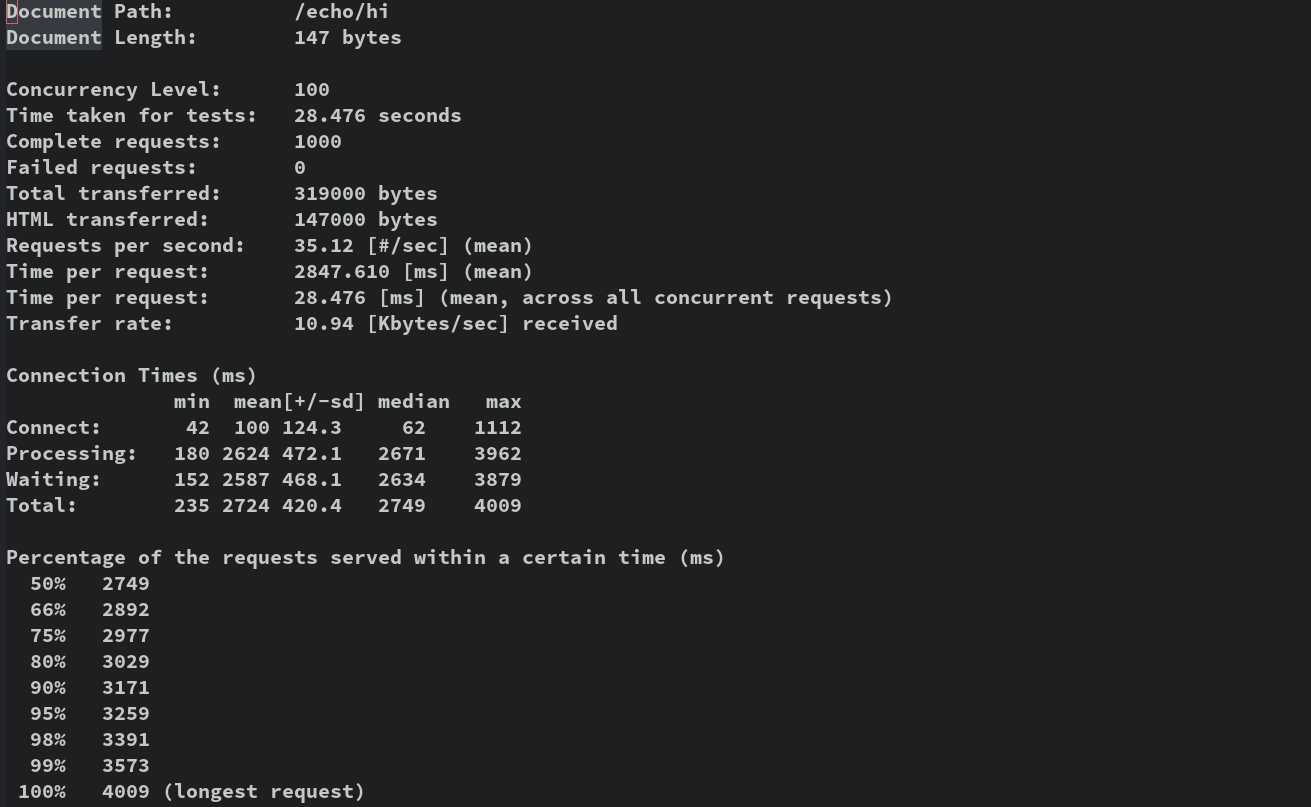 Document Path:          /echo/hi
Document Length:        147 bytes

Concurrency Level:      100
Time taken for tests:   28.476 seconds
Complete requests:      1000
Failed requests:        0
Total transferred:      319000 bytes
HTML transferred:       147000 bytes
Requests per second:    35.12 [#/sec] (mean)
Time per request:       2847.610 [ms] (mean)
Time per request:       28.476 [ms] (mean, across all concurrent requests)
Transfer rate:          10.94 [Kbytes/sec] received

Connection Times (ms)
              min  mean[+/-sd] median   max
Connect:       42  100 124.3     62    1112
Processing:   180 2624 472.1   2671    3962
Waiting:      152 2587 468.1   2634    3879
Total:        235 2724 420.4   2749    4009

Percentage of the requests served within a certain time (ms)
  50%   2749
  66%   2892
  75%   2977
  80%   3029
  90%   3171
  95%   3259
  98%   3391
  99%   3573
 100%   4009 (longest request)